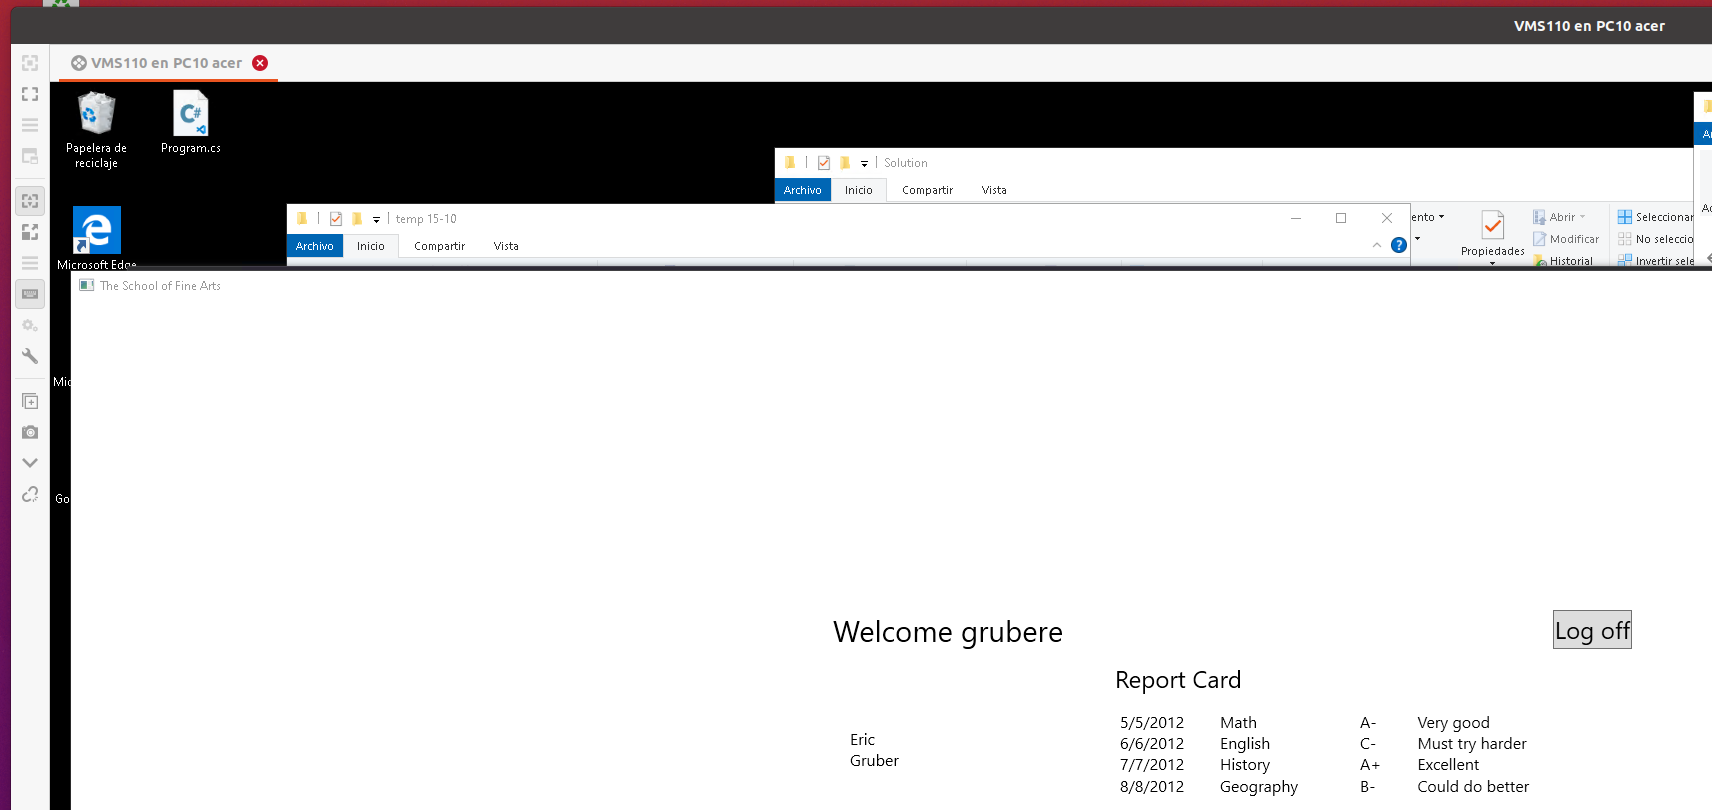 VMS110 en PC10 acer
VMS110 en PC10 acer
Papelera de
reciclaje
Program.cs
Solution
Archivo Inicio Compartir Vista
temp 15-10
Archivo Inicio Compartir Vista
ento
Propiedades
Abrir
Modificar
Historial
Seleccionar
No seleccio
Invertir sele
Microsoft Edge
The School of Fine Arts
Mic
Go
Welcome grubere
Log off
Report Card
Eric
Gruber
5/5/2012 Math A- Very good
6/6/2012 English C- Must try harder
7/7/2012 History A+ Excellent
8/8/2012 Geography B- Could do better